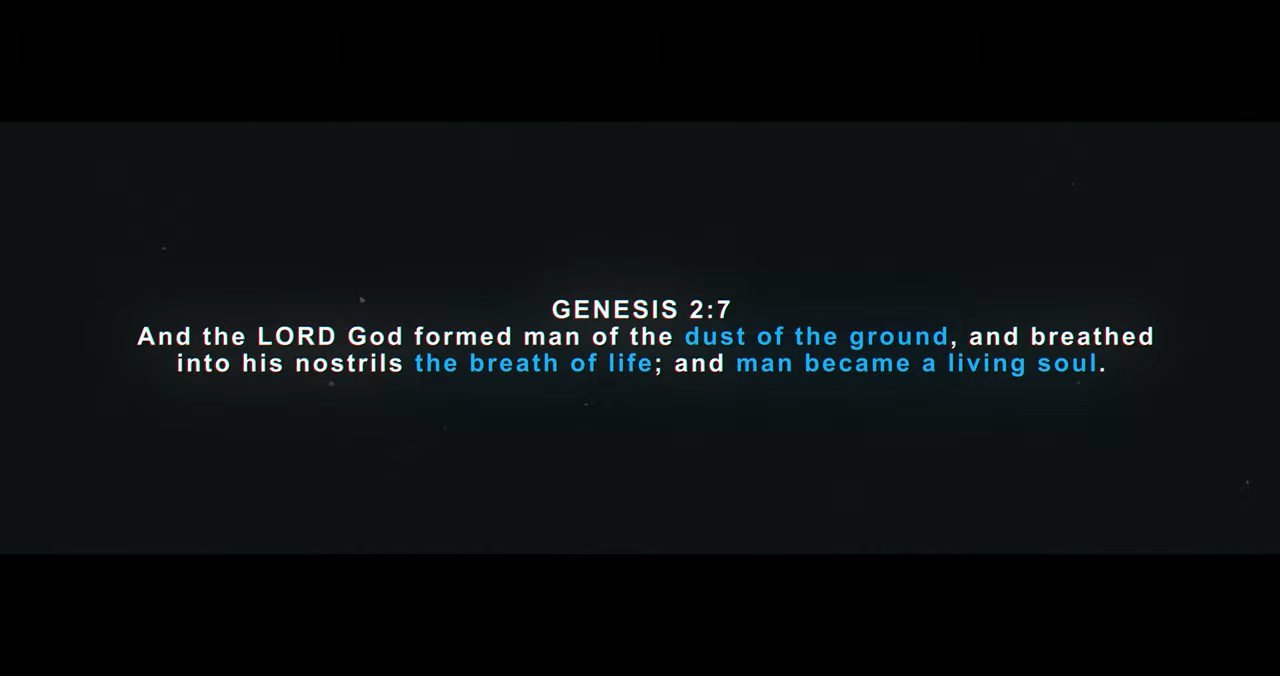 GENESIS 2:7
And the LORD God formed man of the dust of the ground, and breathed
into his nostrils the breath of life; and man became a living soul.